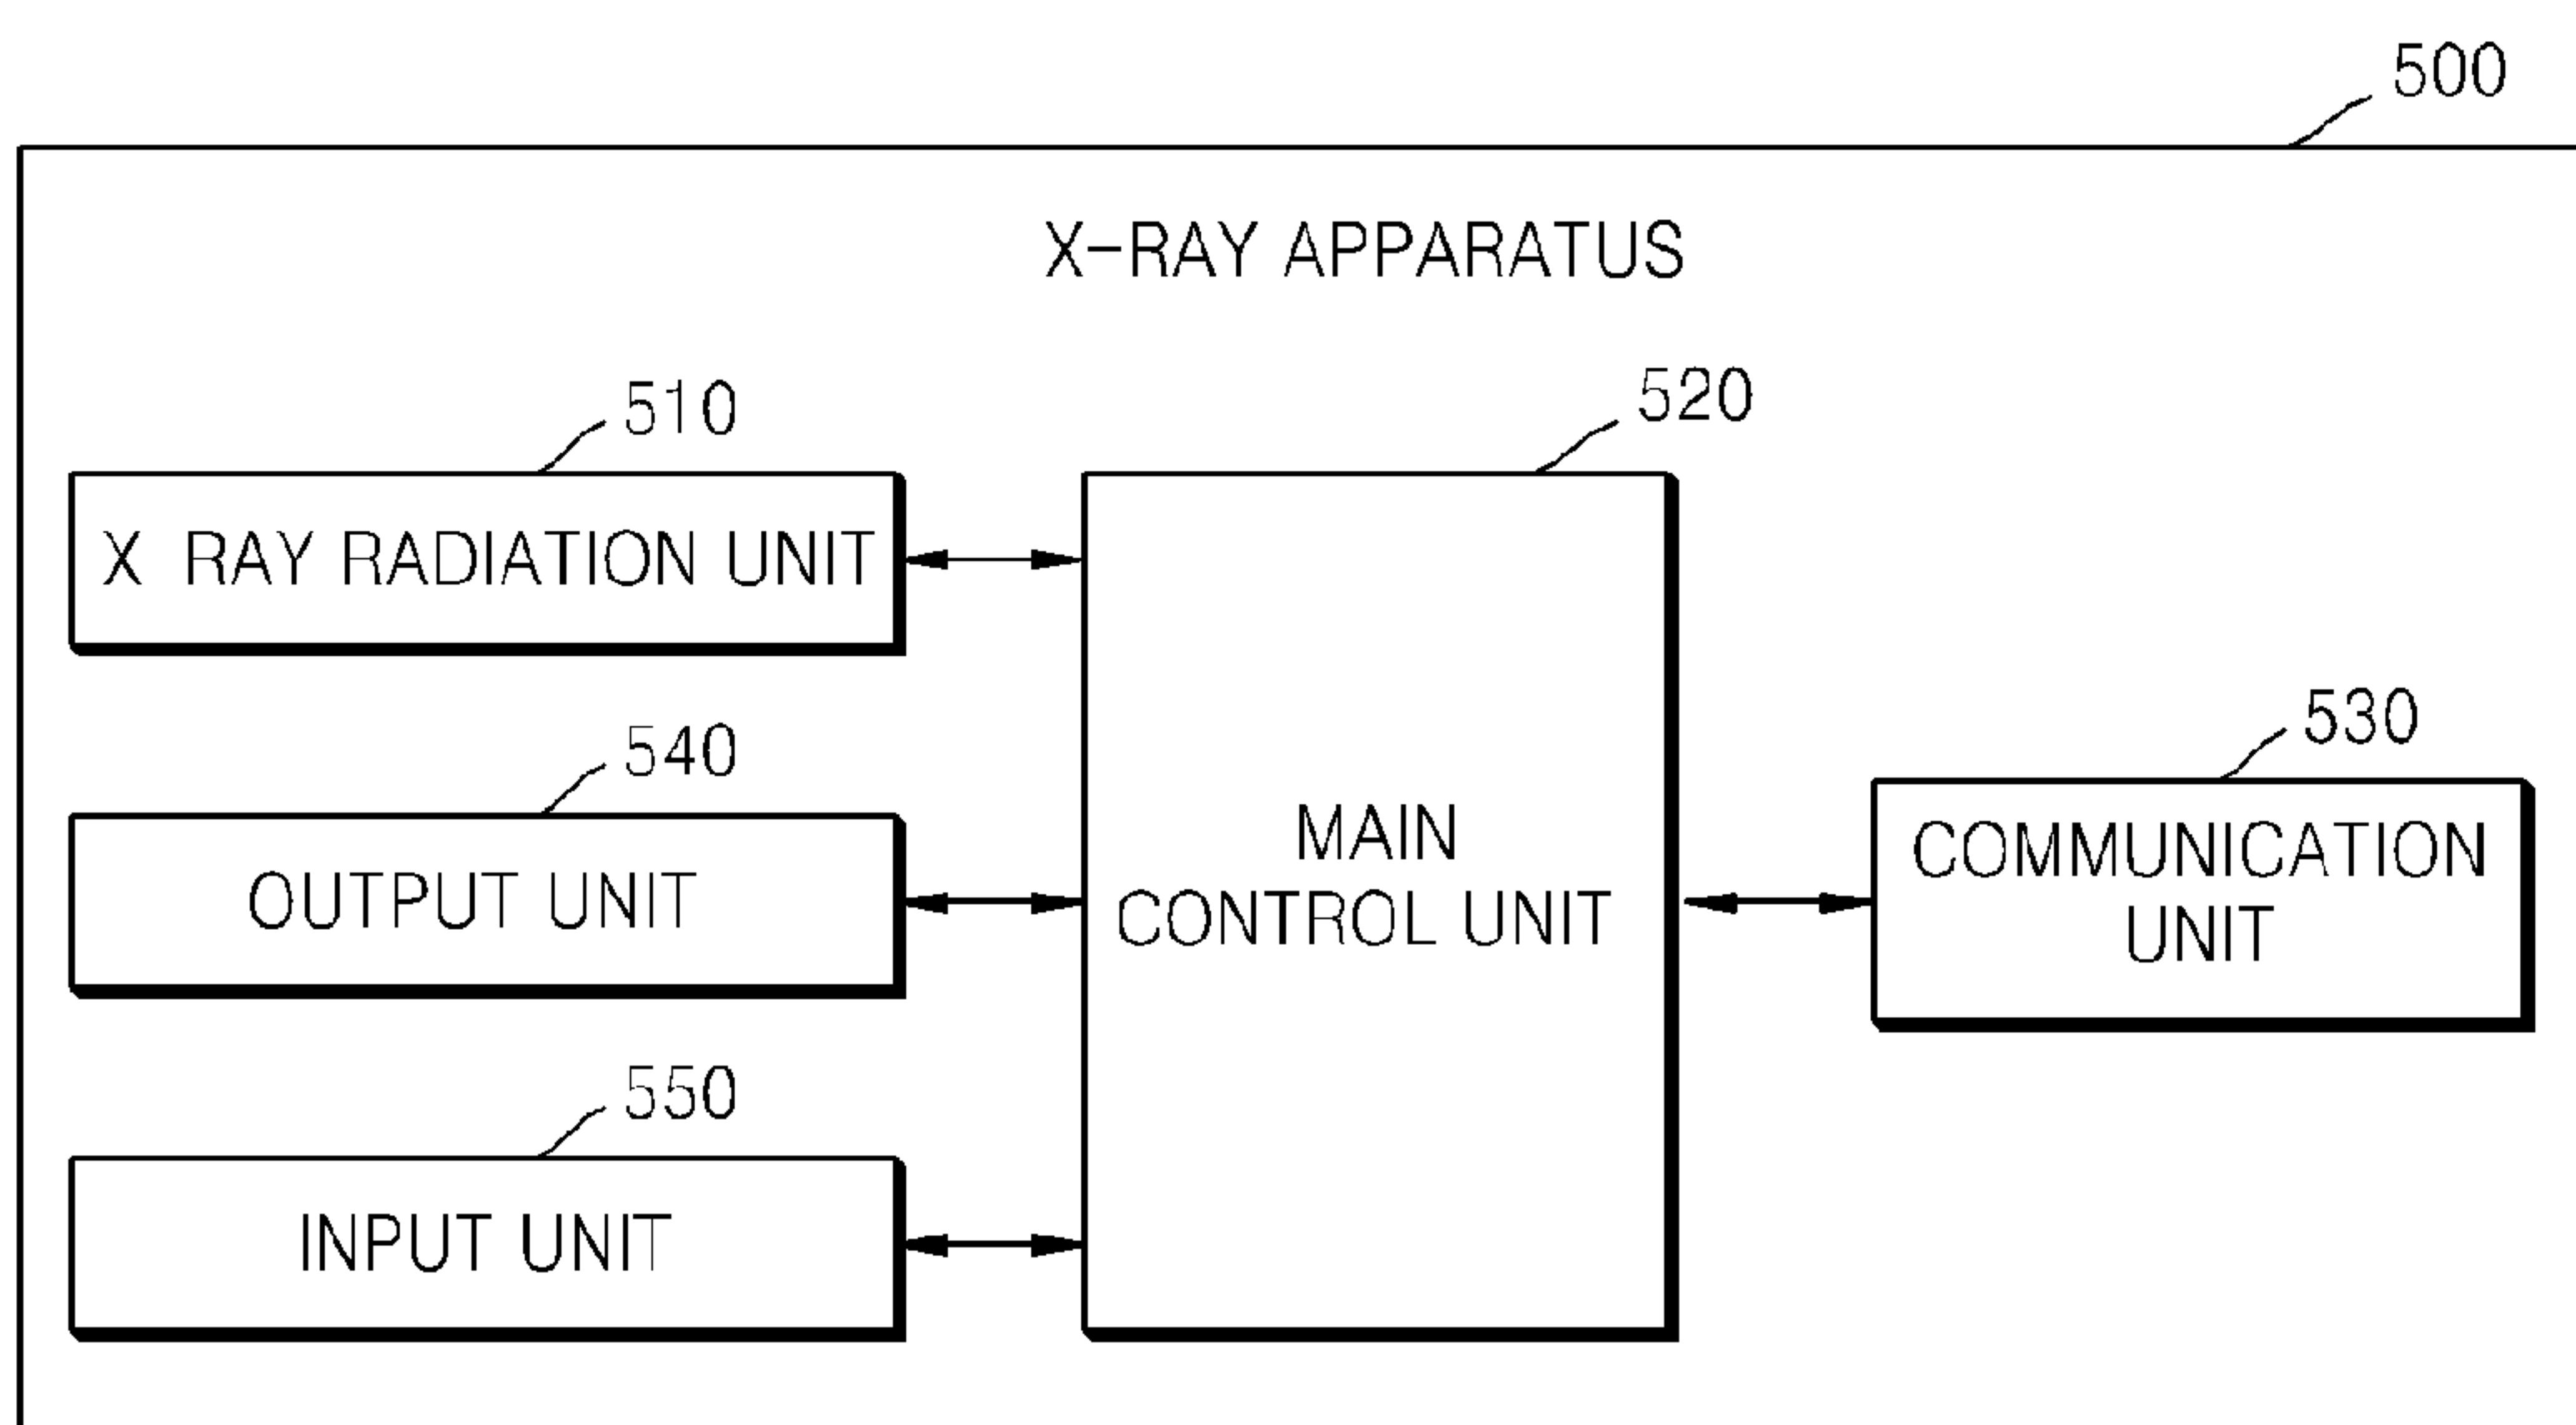 500
X-RAY APPARATUS
510
520
X RAY RADIATION UNIT
540
530
OUTPUT UNIT
MAIN
CONTROL UNIT
COMMUNICATION
UNIT
550
INPUT UNIT